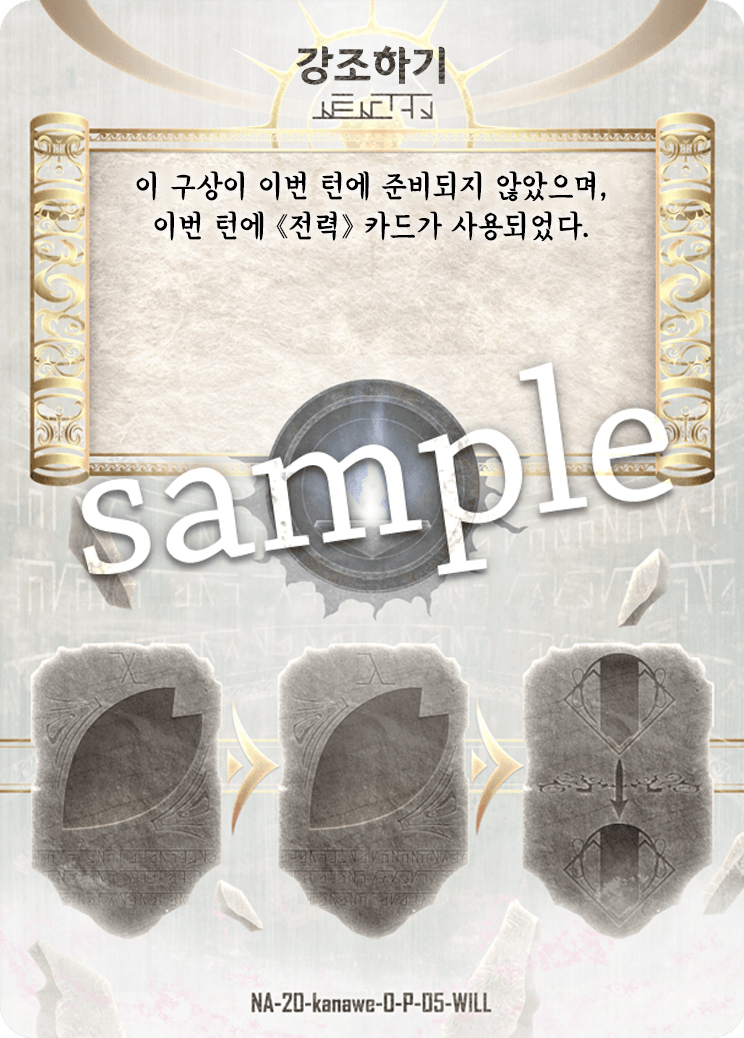 강조하기
이 구상이 이번 턴에 준비되지 않았으며,
이번 턴에 《전력》 카드가 사용되었다.
sample
NA-20-kanawe-O-P-05-WILL